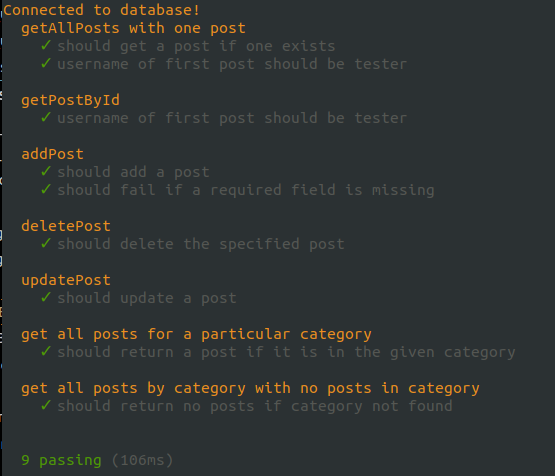 Connected to database!
getAllPosts with one post
✓ should get a post if one exists
✓ username of first post should be tester
getPostById
✓ username of first post should be tester
addPost
✓ should add a post
✓ should fail if a required field is missing
deletePost
✓ should delete the specified post
updatePost
✓ should update a post
get all posts for a particular category
✓ should return a post if it is in the given category
get all posts by category with no posts in category
✓ should return no posts if category not found
9 passing (106ms)